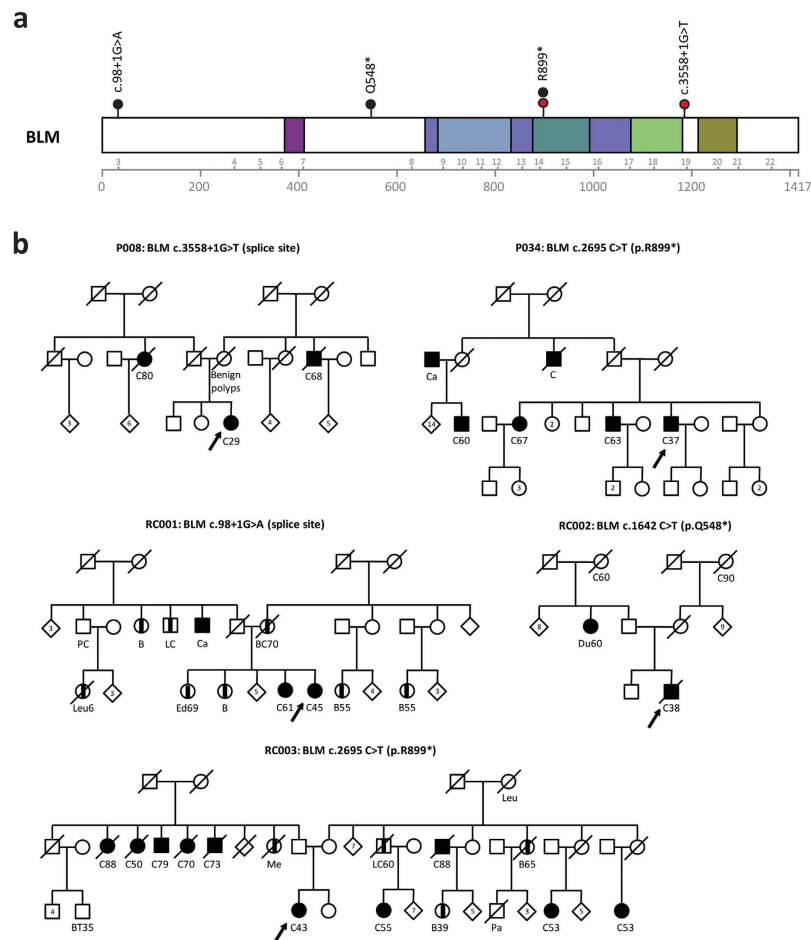 a
c.98+1G>A
Q548*
R899*
c.3558+1G>T
BLM
3 4 5 6 7 8 9 10 11 12 13 14 15 16 17 18 19 20 21 22
0 200 400 600 800 1000 1200 1417
b
P008: BLM c.3558+1G>T (splice site)
C80
Benign
polyps
C68
3 6 4 5
C29
P034: BLM c.2695 C>T (p.R899*)
Ca C
14 2
C60 C67 C63 C37
3 2 2
RC001: BLM c.98+1G>A (splice site)
3
PC B LC Ca BC70
3 5 4 3
Leu6 Ed69 B C61 C45 B55 B55
RC002: BLM c.1642 C>T (p.Q548*)
C60 C90
8 9
Du60
C38
RC003: BLM c.2695 C>T (p.R899*)
Leu
7
C88 C50 C79 C70 C73 Me LC60 C88 B65
4 7 5 3 5
BT35 C43 C55 B39 Pa C53 C53